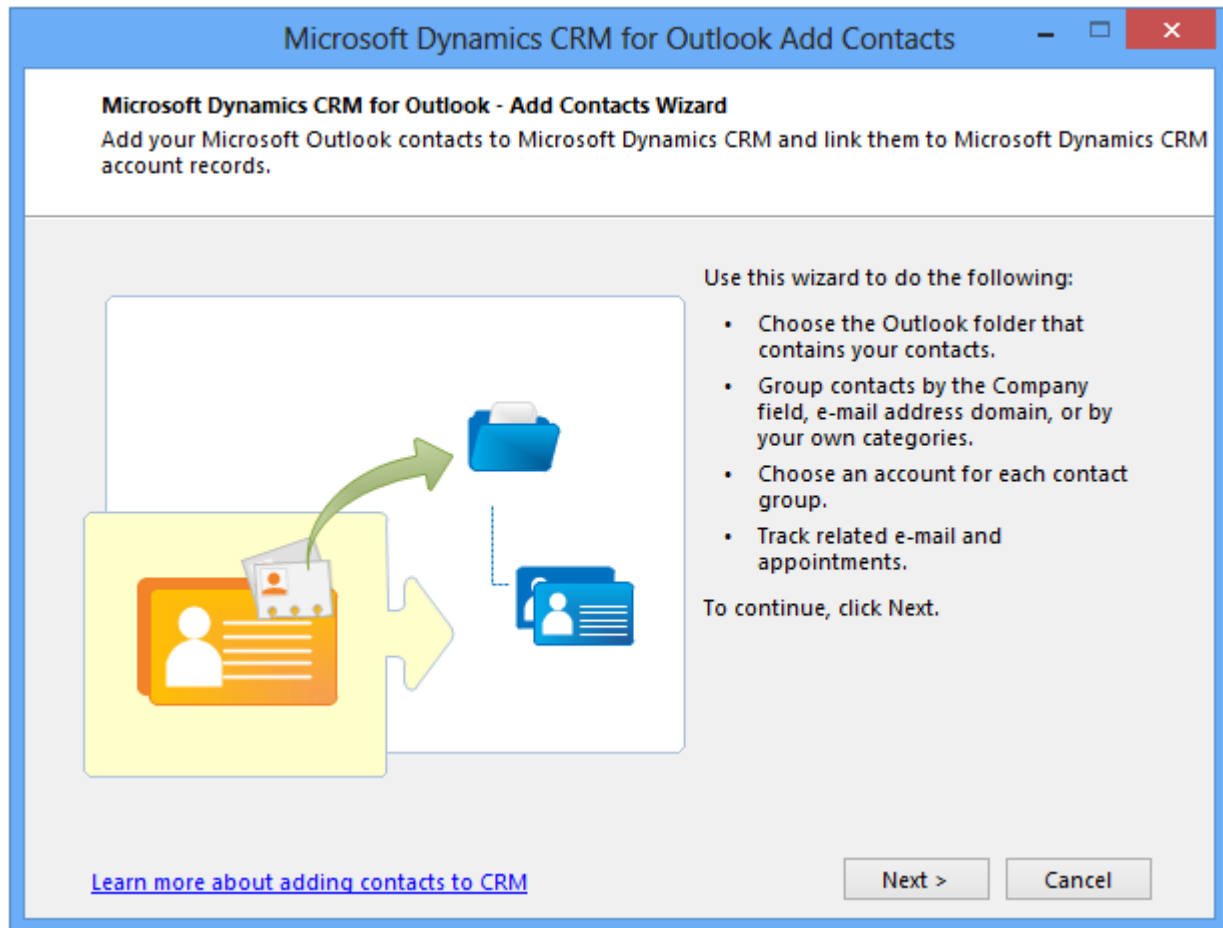 Microsoft Dynamics CRM for Outlook Add Contacts
Microsoft Dynamics CRM for Outlook - Add Contacts Wizard
Add your Microsoft Outlook contacts to Microsoft Dynamics CRM and link them to Microsoft Dynamics CRM
account records.
Use this wizard to do the following:
• Choose the Outlook folder that
contains your contacts.
• Group contacts by the Company
field, e-mail address domain, or by
your own categories.
• Choose an account for each contact
group.
• Track related e-mail and
appointments.
To continue, click Next.
Learn more about adding contacts to CRM
Next >
Cancel